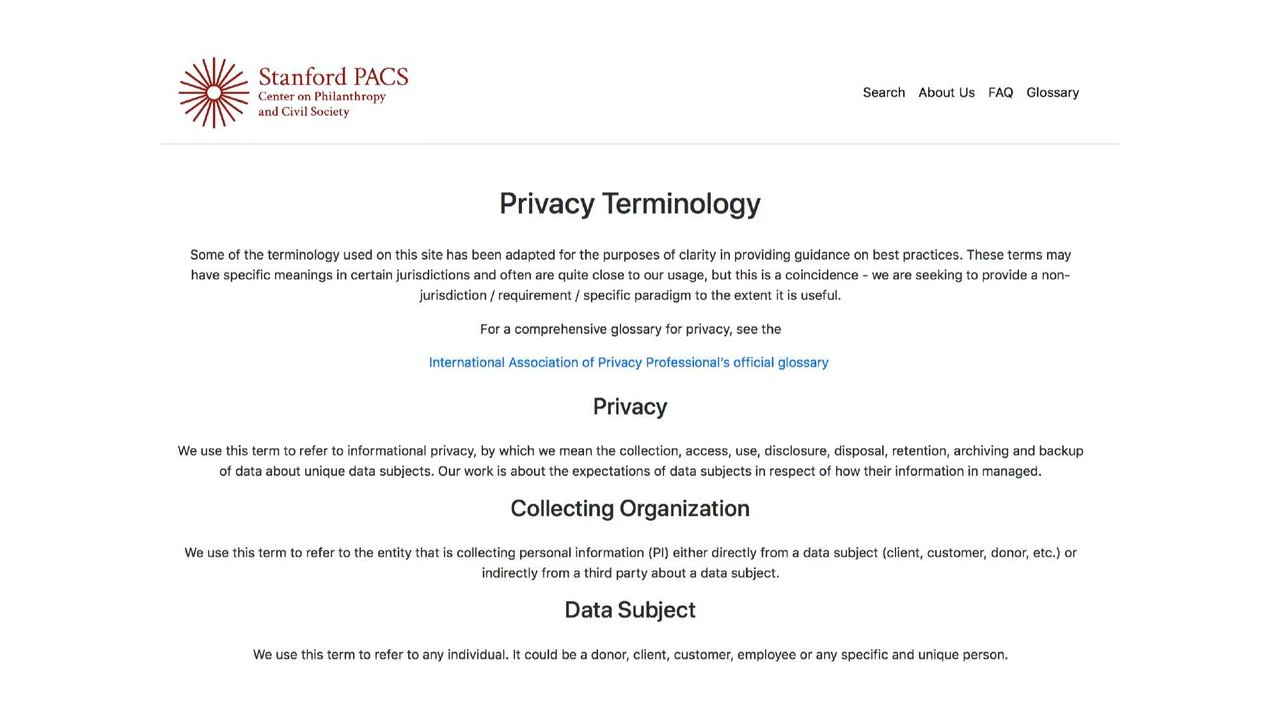 Stanford PACS
Center on Philanthropy
and Civil Society
Search About Us FAQ Glossary
Privacy Terminology
Some of the terminology used on this site has been adapted for the purposes of clarity in providing guidance on best practices. These terms may
have specific meanings in certain jurisdictions and often are quite close to our usage, but this is a coincidence - we are seeking to provide a non-
jurisdiction / requirement / specific paradigm to the extent it is useful.
For a comprehensive glossary for privacy, see the
International Association of Privacy Professional's official glossary
Privacy
We use this term to refer to informational privacy, by which we mean the collection, access, use, disclosure, disposal, retention, archiving and backup
of data about unique data subjects. Our work is about the expectations of data subjects in respect of how their information in managed.
Collecting Organization
We use this term to refer to the entity that is collecting personal information (PI) either directly from a data subject (client, customer, donor, etc.) or
indirectly from a third party about a data subject.
Data Subject
We use this term to refer to any individual. It could be a donor, client, customer, employee or any specific and unique person.